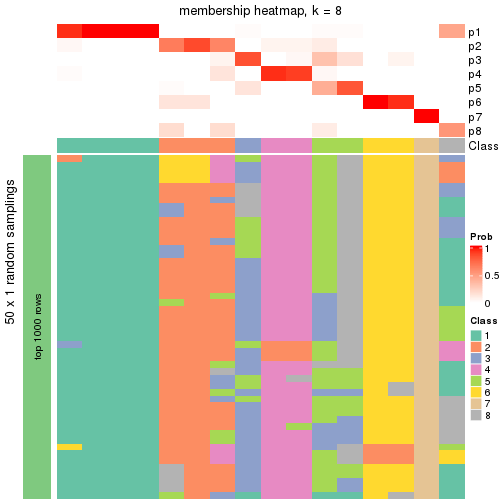 membership heatmap, k = 8
p1
p2
p3
p4
p5
p6
p7
p8
Class
50 x 1 random samplings
top 1000 rows
Prob
1
0.5
0
Class
1
2
3
4
5
6
7
8